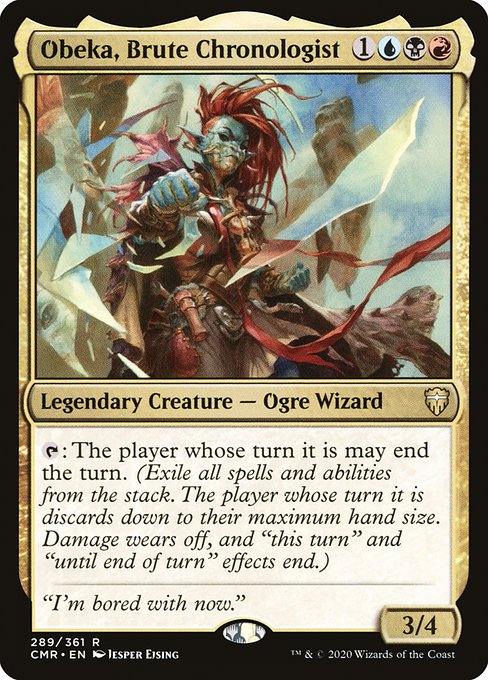 Obeka, Brute Chronologist 1
Legendary Creature — Ogre Wizard
: The player whose turn it is may end
the turn. (Exile all spells and abilities
from the stack. The player whose turn it is
discards down to their maximum hand size.
Damage wears off, and “this turn” and
“until end of turn” effects end.)
“I’m bored with now.”
3/4
289/361 R
CMR • EN Jesper Ejsing
™ & © 2020 Wizards of the Coast